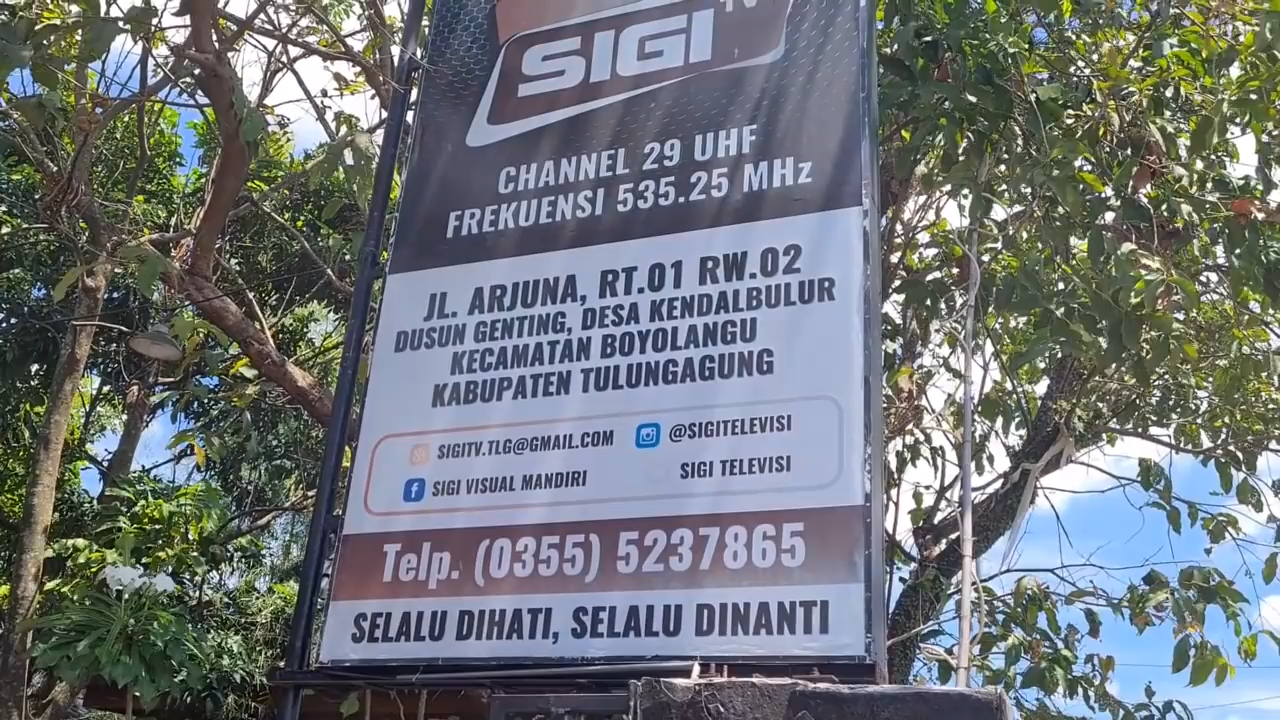 SIGI TV
CHANNEL 29 UHF
FREKUENSI 535.25 MHz
JL. ARJUNA, RT.01 RW.02
DUSUN GENTING, DESA KENDALBULUR
KECAMATAN BOYOLANGU
KABUPATEN TULUNGAGUNG
SIGITV.TLG@GMAIL.COM @SIGITELEVISI
SIGI VISUAL MANDIRI SIGI TELEVISI
Telp. (0355) 5237865
SELALU DIHATI, SELALU DINANTI